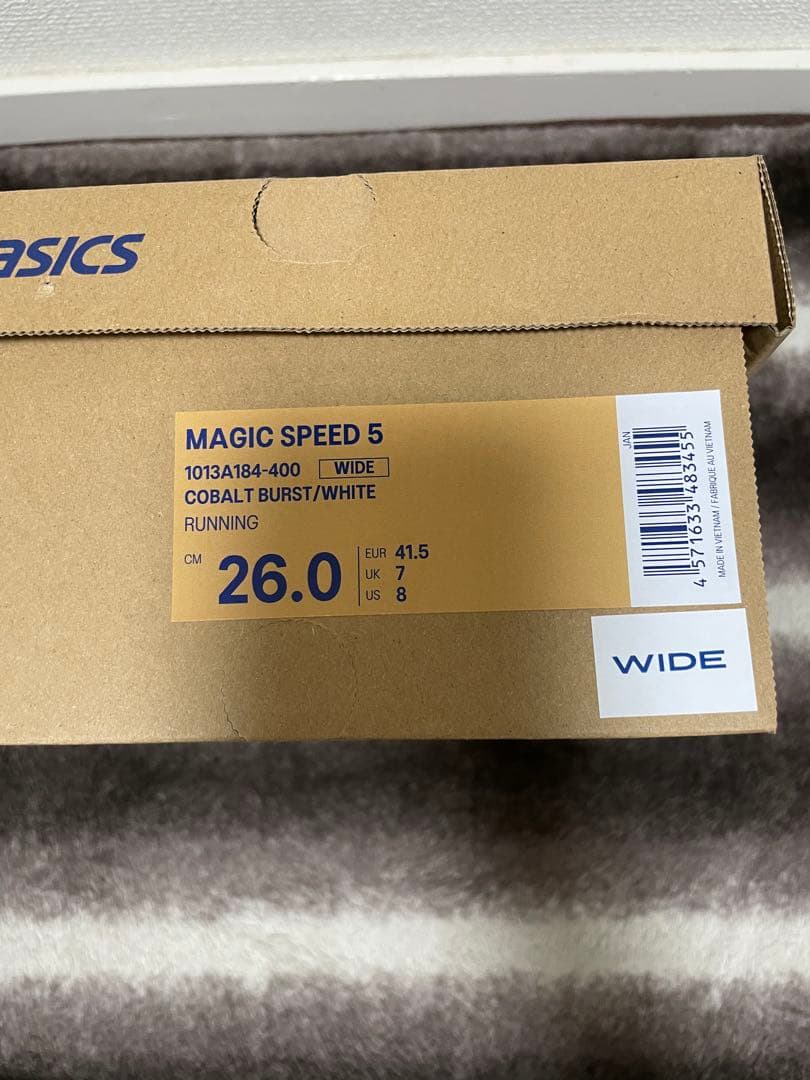 asics
MAGIC SPEED 5
1013A184-400 WIDE
COBALT BURST/WHITE
RUNNING
CM 26.0
EUR 41.5
UK 7
US 8
JAN
4 571633 483455
MADE IN VIETNAM / FABRIQUE AU VIETNAM
WIDE